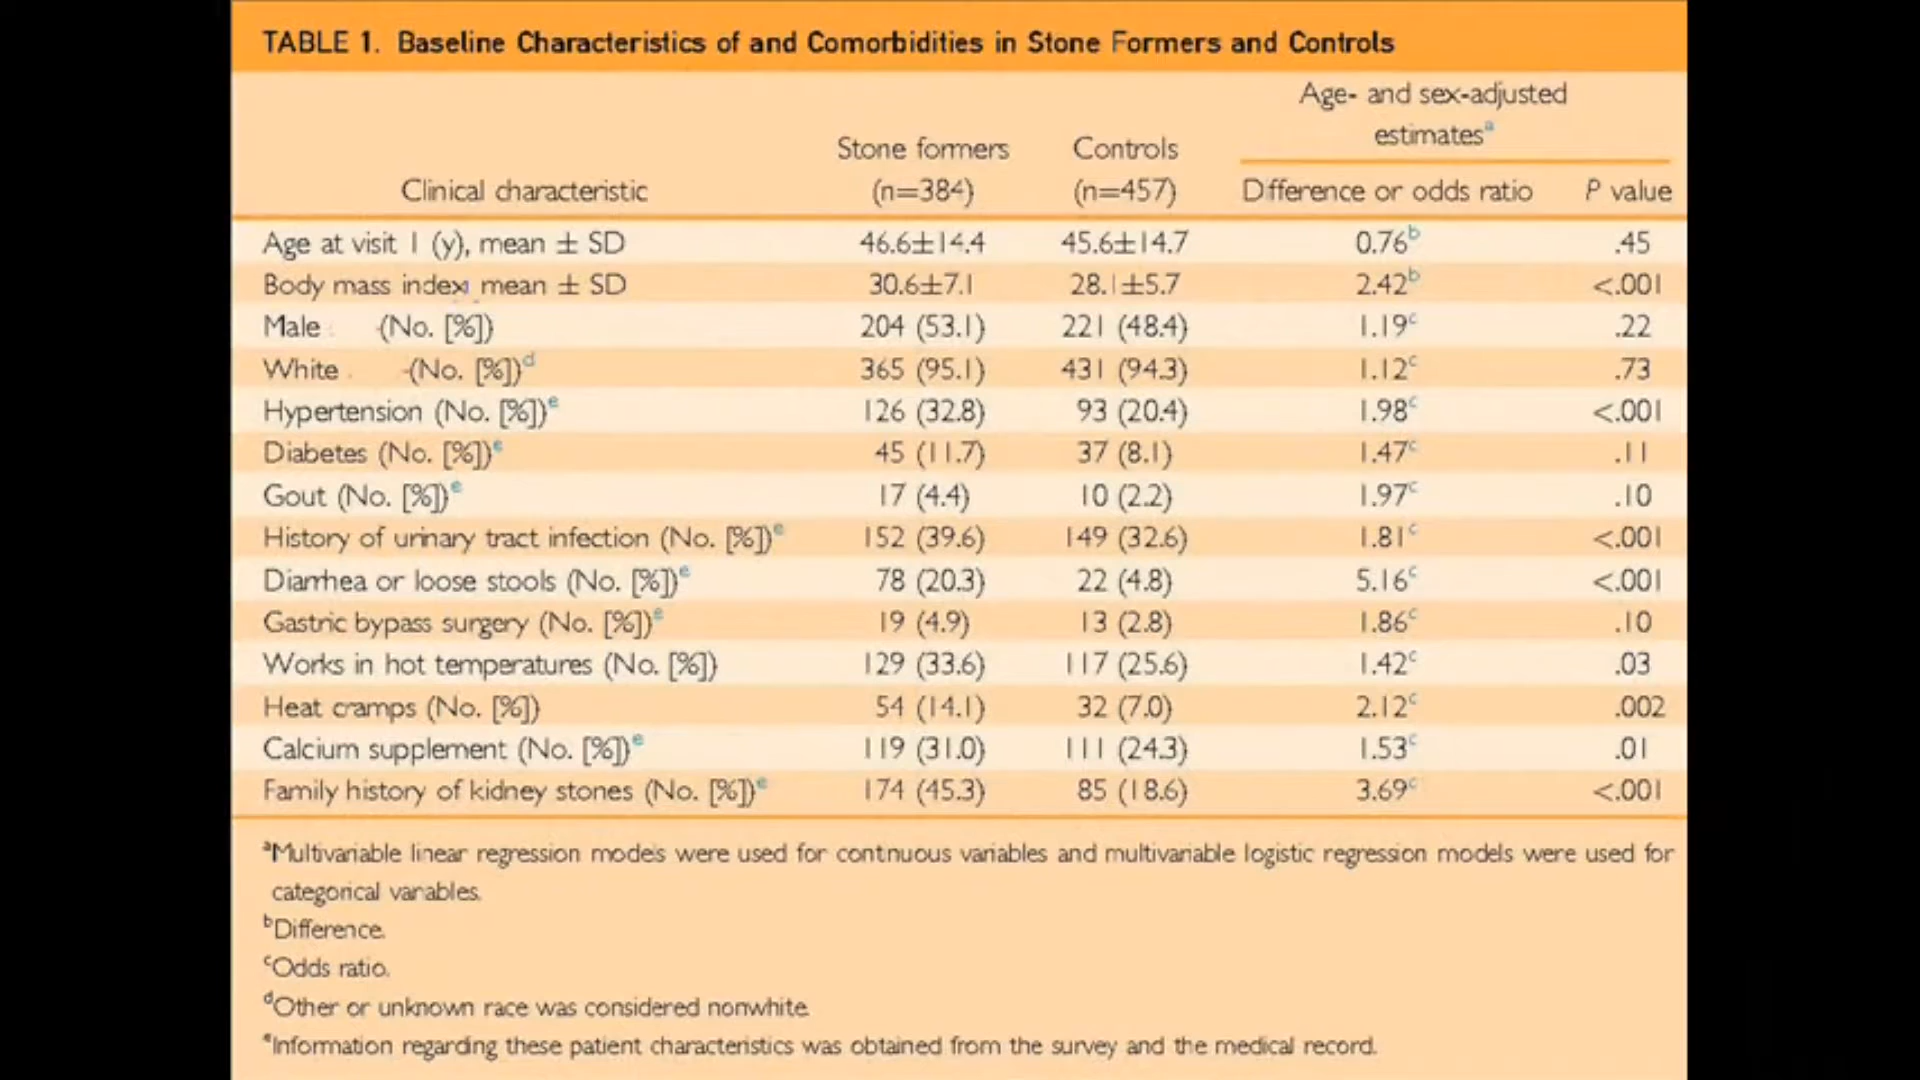 TABLE 1. Baseline Characteristics of and Comorbidities in Stone Formers and Controls
Age- and sex-adjusted
estimatesᵃ
Stone formers Controls
Clinical characteristic (n=384) (n=457) Difference or odds ratio P value
Age at visit 1 (y), mean ± SD 46.6±14.4 45.6±14.7 0.76ᵇ .45
Body mass index, mean ± SD 30.6±7.1 28.1±5.7 2.42ᵇ <.001
Male (No. [%]) 204 (53.1) 221 (48.4) 1.19ᶜ .22
White (No. [%])ᵈ 365 (95.1) 431 (94.3) 1.12ᶜ .73
Hypertension (No. [%])ᵉ 126 (32.8) 93 (20.4) 1.98ᶜ <.001
Diabetes (No. [%])ᵉ 45 (11.7) 37 (8.1) 1.47ᶜ .11
Gout (No. [%])ᵉ 17 (4.4) 10 (2.2) 1.97ᶜ .10
History of urinary tract infection (No. [%])ᵉ 152 (39.6) 149 (32.6) 1.81ᶜ <.001
Diarrhea or loose stools (No. [%])ᵉ 78 (20.3) 22 (4.8) 5.16ᶜ <.001
Gastric bypass surgery (No. [%])ᵉ 19 (4.9) 13 (2.8) 1.86ᶜ .10
Works in hot temperatures (No. [%]) 129 (33.6) 117 (25.6) 1.42ᶜ .03
Heat cramps (No. [%]) 54 (14.1) 32 (7.0) 2.12ᶜ .002
Calcium supplement (No. [%])ᵉ 119 (31.0) 111 (24.3) 1.53ᶜ .01
Family history of kidney stones (No. [%])ᵉ 174 (45.3) 85 (18.6) 3.69ᶜ <.001
ᵃMultivariable linear regression models were used for continuous variables and multivariable logistic regression models were used for
categorical variables.
ᵇDifference.
ᶜOdds ratio.
ᵈOther or unknown race was considered nonwhite.
ᵉInformation regarding these patient characteristics was obtained from the survey and the medical record.